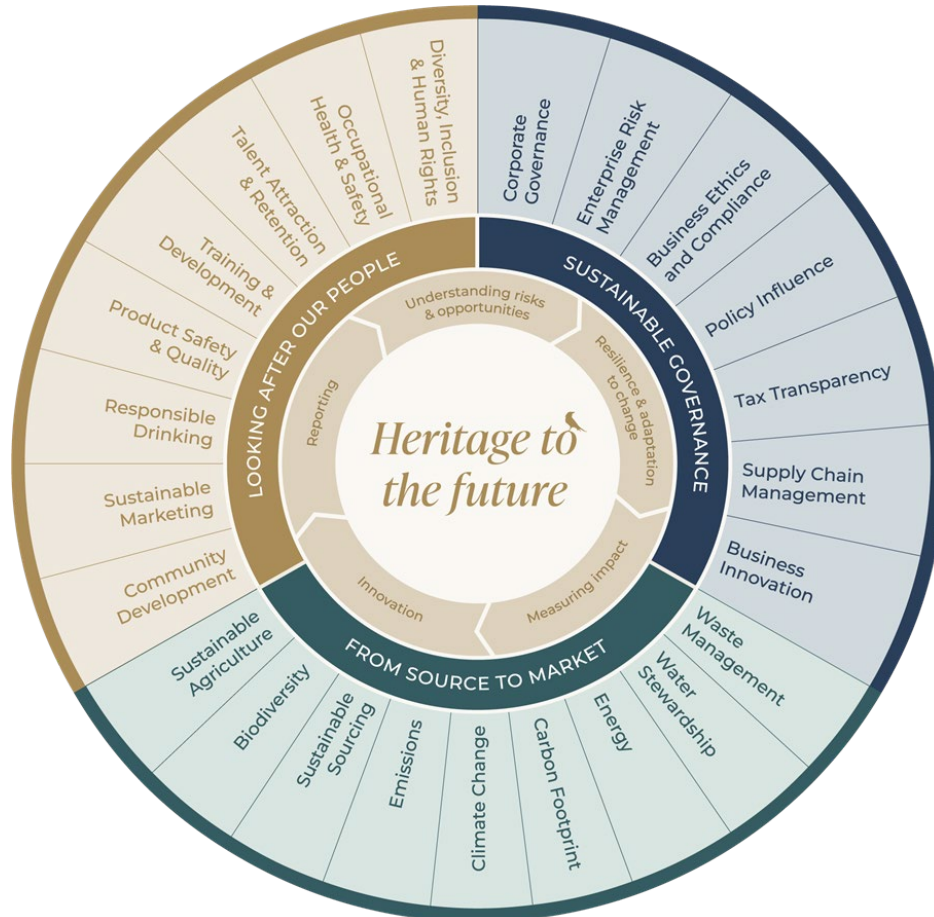 Heritage to
the future
Understanding risks
& opportunities
Resilience & adaptation
to change
Measuring impact
Innovation
Reporting
SUSTAINABLE GOVERNANCE
Corporate
Governance
Enterprise Risk
Management
Business Ethics
and Compliance
Policy Influence
Tax Transparency
Supply Chain
Management
Business
Innovation
FROM SOURCE TO MARKET
Waste
Management
Water
Stewardship
Energy
Carbon Footprint
Climate Change
Emissions
Sustainable
Sourcing
Biodiversity
Sustainable
Agriculture
LOOKING AFTER OUR PEOPLE
Community
Development
Sustainable
Marketing
Responsible
Drinking
Product Safety
& Quality
Training &
Development
Talent Attraction
& Retention
Occupational
Health & Safety
Diversity, Inclusion
& Human Rights